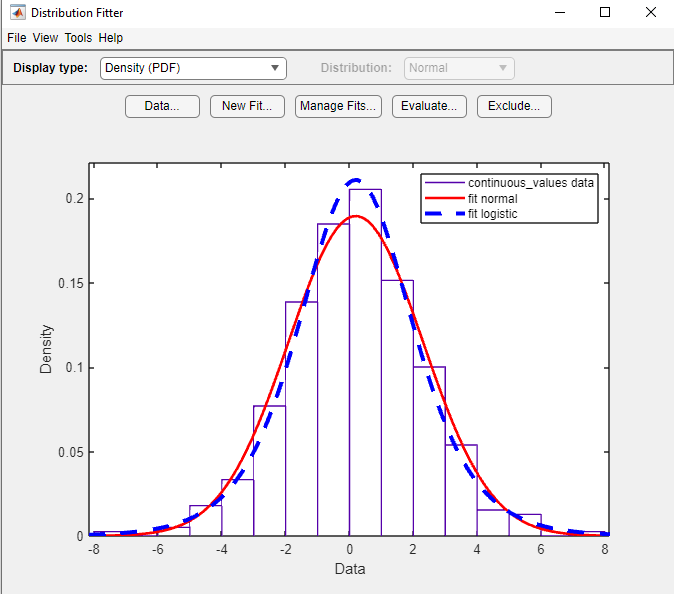 Distribution Fitter
File View Tools Help
Display type: Density (PDF) Distribution: Normal
Data... New Fit... Manage Fits... Evaluate... Exclude...
continuous_values data
fit normal
fit logistic
0.2
0.15
0.1
0.05
0
Density
-8 -6 -4 -2 0 2 4 6 8
Data